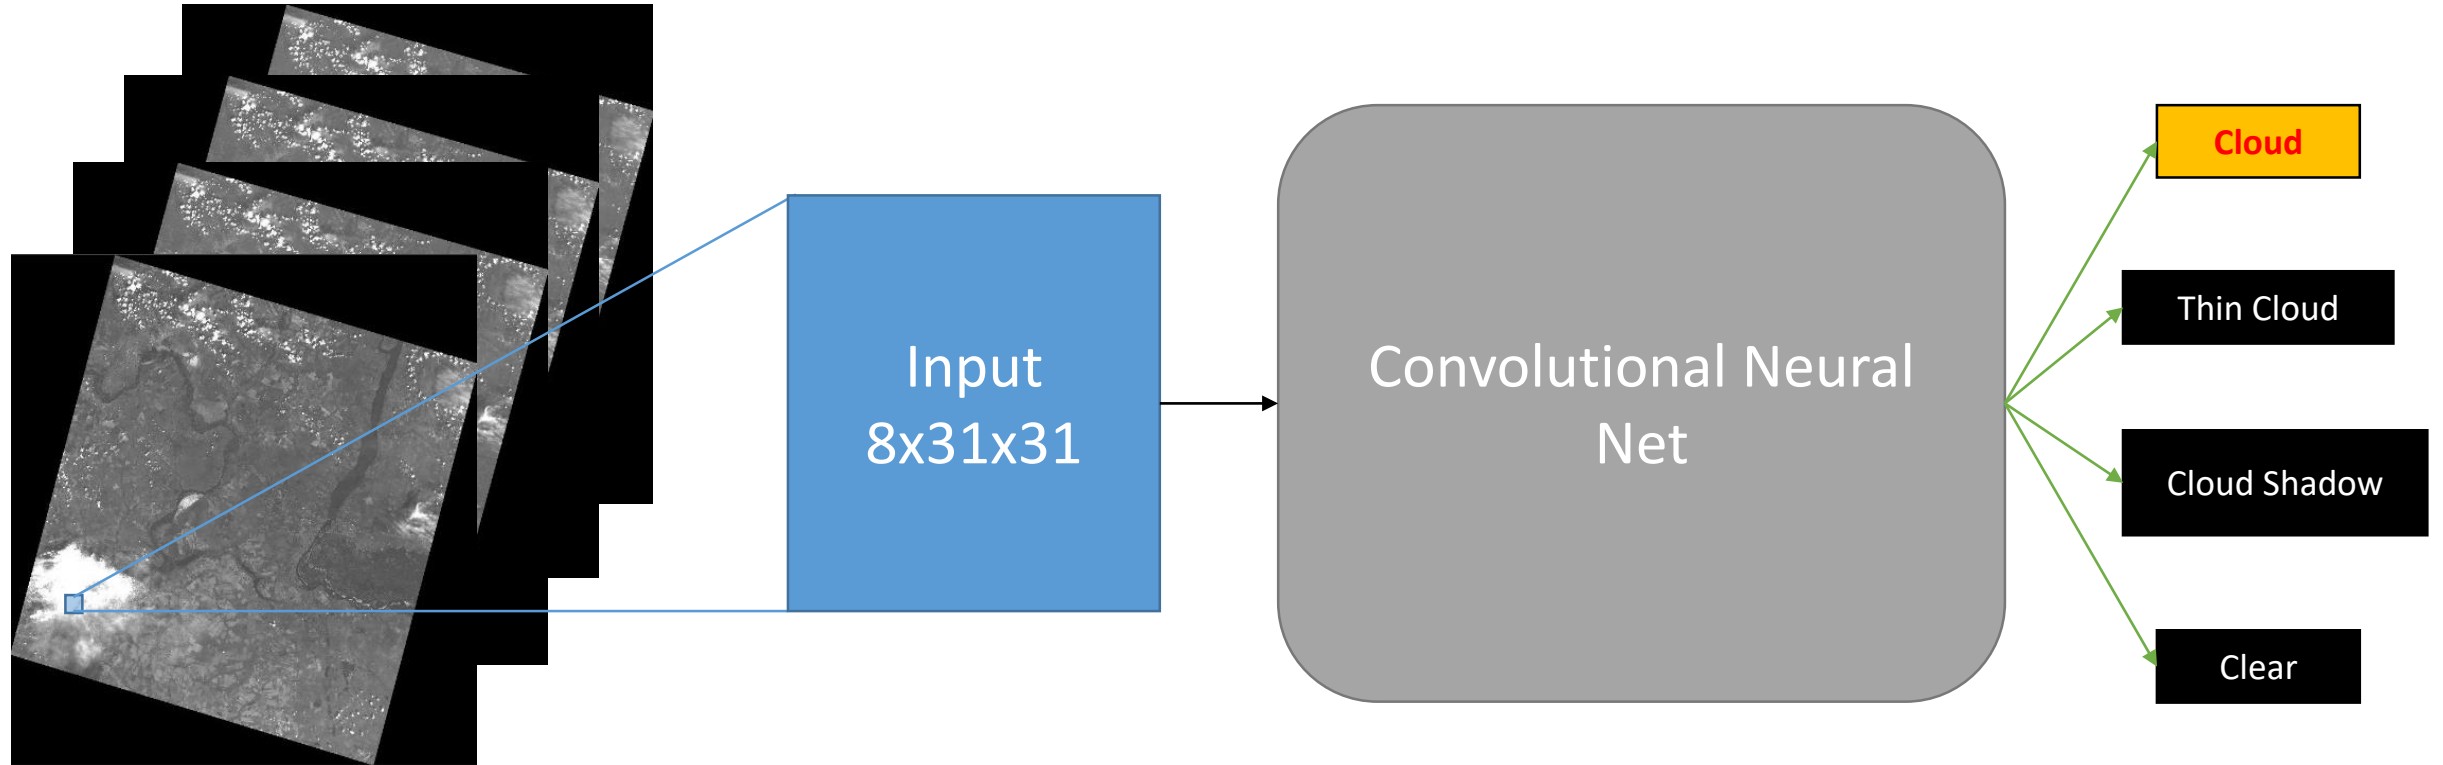 Input
8x31x31
Convolutional Neural
Net
Cloud
Thin Cloud
Cloud Shadow
Clear